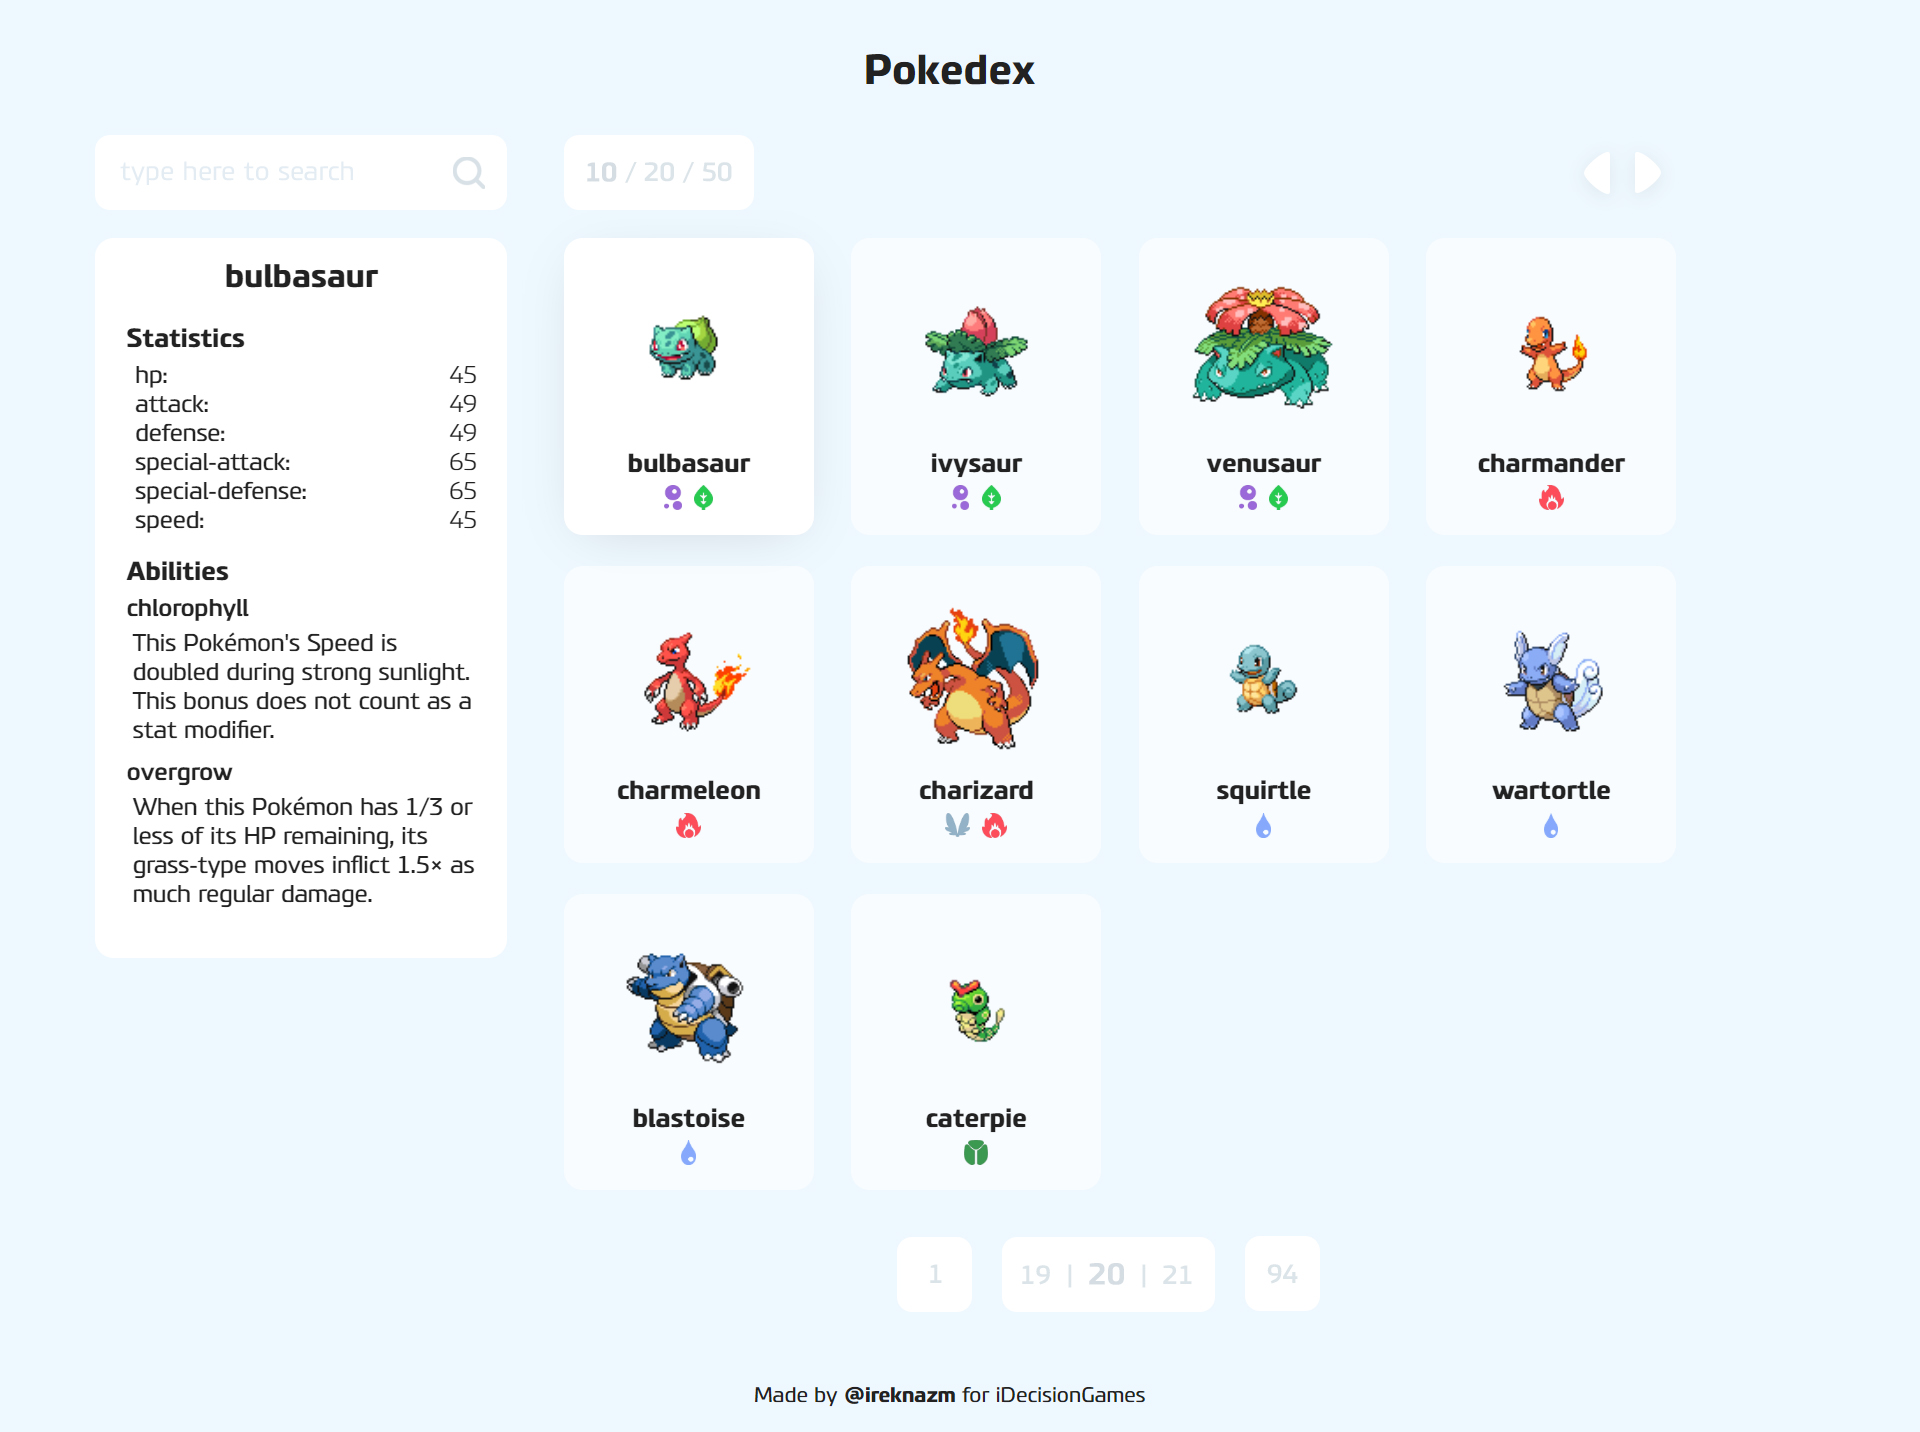 Pokedex
type here to search
10 / 20 / 50
bulbasaur
Statistics
hp: 45
attack: 49
defense: 49
special-attack: 65
special-defense: 65
speed: 45
Abilities
chlorophyll
This Pokémon's Speed is
doubled during strong sunlight.
This bonus does not count as a
stat modifier.
overgrow
When this Pokémon has 1/3 or
less of its HP remaining, its
grass-type moves inflict 1.5× as
much regular damage.
bulbasaur
ivysaur
venusaur
charmander
charmeleon
charizard
squirtle
wartortle
blastoise
caterpie
1
19 | 20 | 21
94
Made by @ireknazm for iDecisionGames